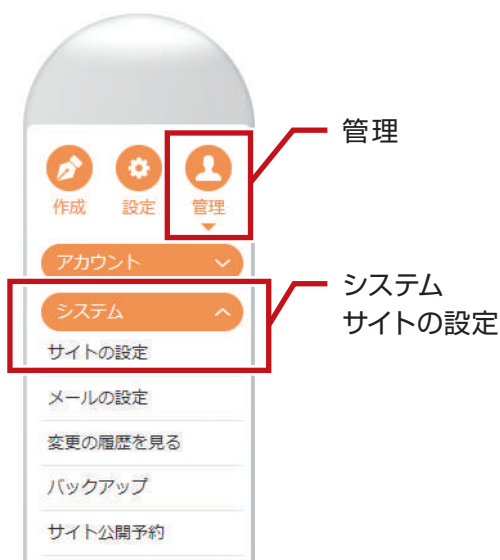 作成 設定 管理
管理
アカウント
システム
サイトの設定
システム
サイトの設定
メールの設定
変更の履歴を見る
バックアップ
サイト公開予約